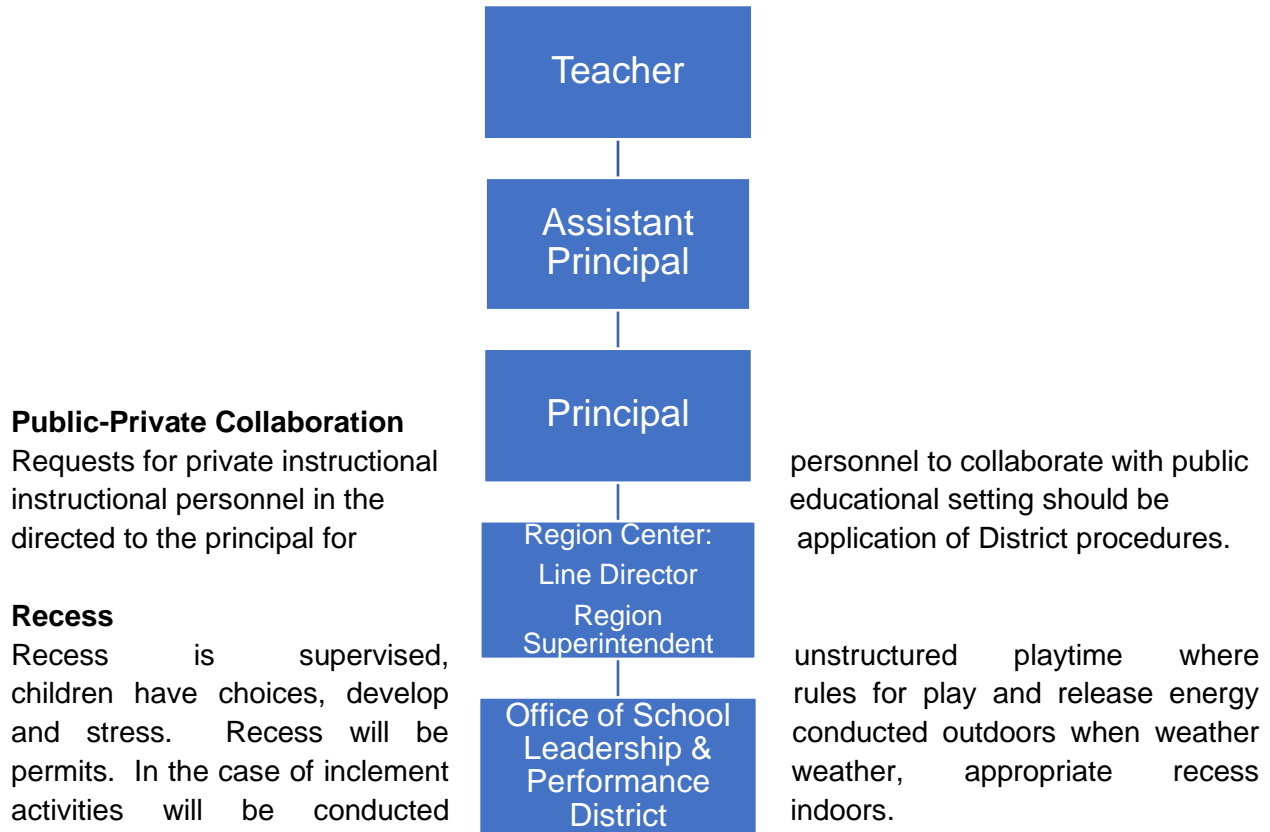 Teacher
Assistant
Principal
Principal
Public-Private Collaboration
Requests for private instructional personnel to collaborate with public
instructional personnel in the educational setting should be
directed to the principal for application of District procedures.
Region Center:
Line Director
Region
Superintendent
Recess
Recess is supervised, unstructured playtime where
children have choices, develop rules for play and release energy
and stress. Recess will be conducted outdoors when weather
permits. In the case of inclement weather, appropriate recess
activities will be conducted indoors.
Office of School
Leadership &
Performance
District